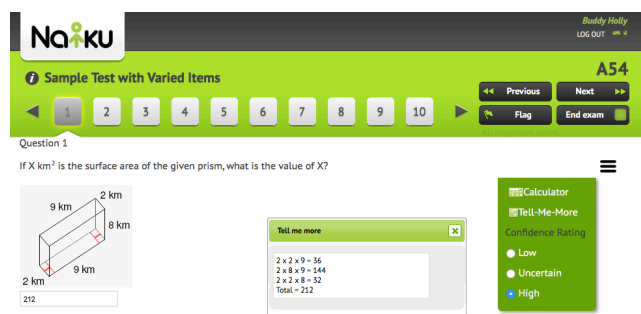 Buddy Holly
LOG OUT
Naiku
Sample Test with Varied Items
A54
Previous Next
1 2 3 4 5 6 7 8 9 10
Flag End exam
Question 1
If X km² is the surface area of the given prism, what is the value of X?
Calculator
Tell-Me-More
Confidence Rating
Low
Uncertain
High
2 km
9 km
8 km
9 km
2 km
212
Tell me more
2 x 2 x 9 = 36
2 x 8 x 9 = 144
2 x 2 x 8 = 32
Total = 212